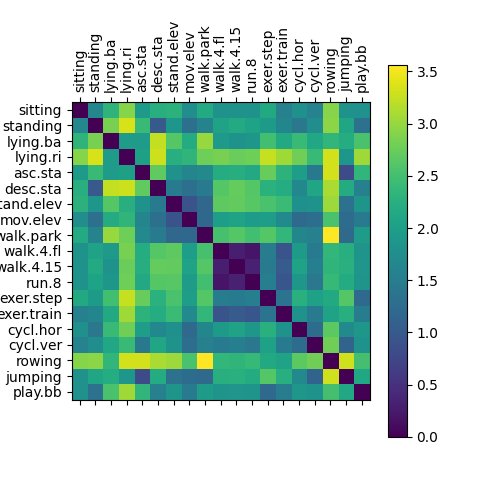 sitting
standing
lying.ba
lying.ri
asc.sta
desc.sta
stand.elev
mov.elev
walk.park
walk.4.fl
walk.4.15
run.8
exer.step
exer.train
cycl.hor
cycl.ver
rowing
jumping
play.bb
sitting
standing
lying.ba
lying.ri
asc.sta
desc.sta
tand.elev
mov.elev
walk.park
walk.4.fl
walk.4.15
run.8
exer.step
exer.train
cycl.hor
cycl.ver
rowing
jumping
play.bb
3.5
3.0
2.5
2.0
1.5
1.0
0.5
0.0